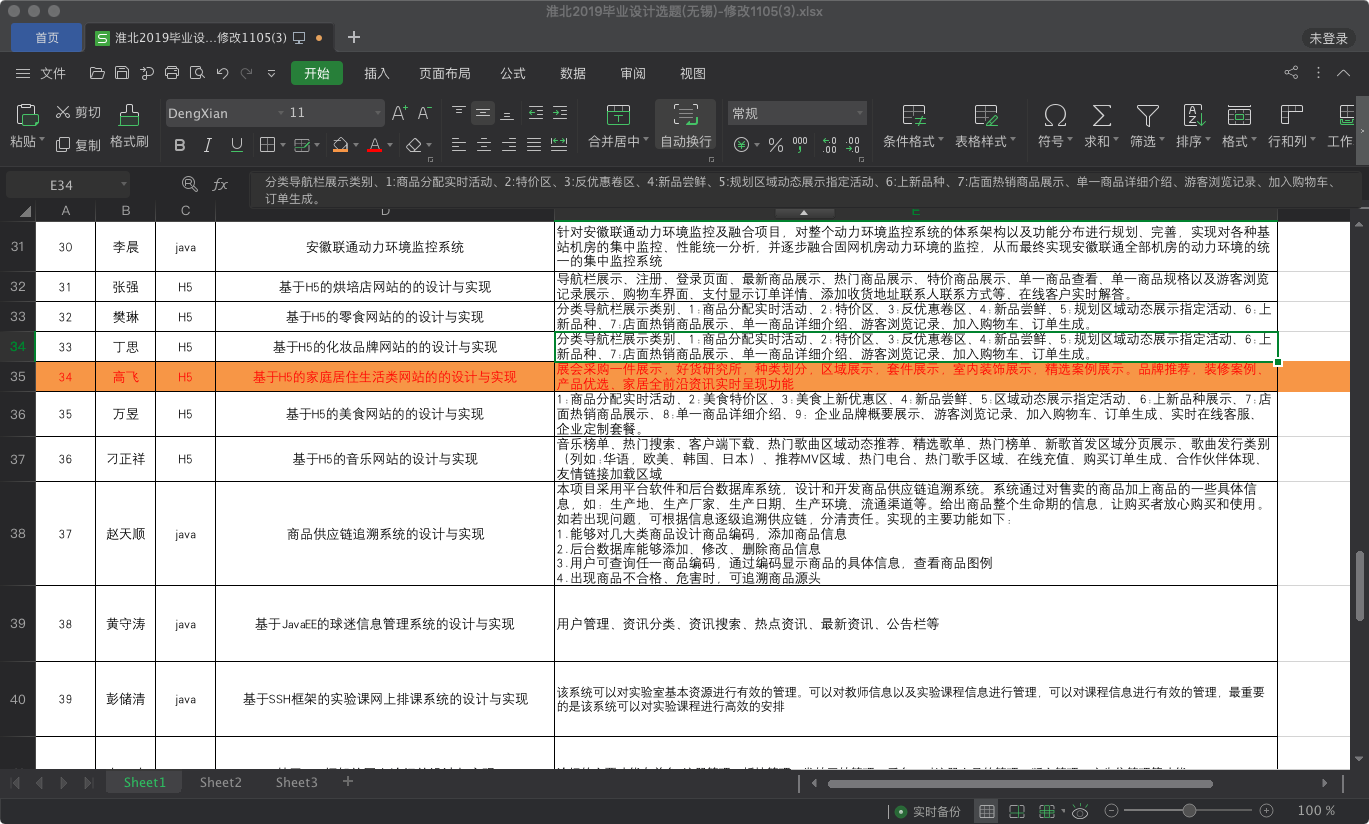 淮北2019毕业设计选题(无锡)-修改1105(3).xlsx
首页 S 淮北2019毕业设...修改1105(3) 未登录
文件 开始 插入 页面布局 公式 数据 审阅 视图
粘贴 剪切 复制 格式刷 DengXian 11 A+ A- B I U A 合并居中 自动换行 常规 ¥ % 000 条件格式 表格样式 符号 求和 筛选 排序 格式 行和列 工作
E34 fx 分类导航栏展示类别、1:商品分配实时活动、2:特价区、3:反优惠卷区、4:新品尝鲜、5:规划区域动态展示指定活动、6:上新品种、7:店面热销商品展示、单一商品详细介绍、游客浏览记录、加入购物车、
订单生成。
A B C D E
31 30 李晨 java 安徽联通动力环境监控系统 针对安徽联通动力环境监控及融合项目，对整个动力环境监控系统的体系架构以及功能分布进行规划、完善，实现对各种基
站机房的集中监控、性能统一分析，并逐步融合固网机房动力环境的监控，从而最终实现安徽联通全部机房的动力环境的统
一的集中监控系统
32 31 张强 H5 基于H5的烘培店网站的的设计与实现 导航栏展示、注册、登录页面、最新商品展示、热门商品展示、特价商品展示、单一商品查看、单一商品规格以及游客浏览
记录展示、购物车界面、支付显示订单详情、添加收货地址联系人联系方式等、在线客户实时解答。
33 32 樊琳 H5 基于H5的零食网站的的设计与实现 分类导航栏展示类别、1:商品分配实时活动、2:特价区、3:反优惠卷区、4:新品尝鲜、5:规划区域动态展示指定活动、6:上
新品种、7:店面热销商品展示、单一商品详细介绍、游客浏览记录、加入购物车、订单生成。
34 33 丁思 H5 基于H5的化妆品牌网站的的设计与实现 分类导航栏展示类别、1:商品分配实时活动、2:特价区、3:反优惠卷区、4:新品尝鲜、5:规划区域动态展示指定活动、6:上
新品种、7:店面热销商品展示、单一商品详细介绍、游客浏览记录、加入购物车、订单生成。
35 34 高飞 H5 基于H5的家庭居住生活类网站的的设计与实现 展会采购一件展示，好货研究所，种类划分，区域展示，套件展示，室内装饰展示，精选案例展示。品牌推荐，装修案例，
产品优选、家居全前沿资讯实时呈现功能
36 35 万昱 H5 基于H5的美食网站的的设计与实现 1:商品分配实时活动、2:美食特价区、3:美食上新优惠区、4:新品尝鲜、5:区域动态展示指定活动、6:上新品种展示、7:店
面热销商品展示、8:单一商品详细介绍、9: 企业品牌概要展示、游客浏览记录、加入购物车、订单生成，实时在线客服，
企业定制套餐。
37 36 刁正祥 H5 基于H5的音乐网站的的设计与实现 音乐榜单、热门搜索、客户端下载、热门歌曲区域动态推荐、精选歌单、热门榜单、新歌首发区域分页展示、歌曲发行类别
（列如:华语，欧美、韩国、日本）、推荐MV区域、热门电台、热门歌手区域、在线充值、购买订单生成、合作伙伴体现、
友情链接加载区域
38 37 赵天顺 java 商品供应链追溯系统的设计与实现 本项目采用平台软件和后台数据库系统，设计和开发商品供应链追溯系统。系统通过对售卖的商品加上商品的一些具体信
息，如：生产地、生产厂家、生产日期，生产环境、流通渠道等。给出商品整个生命期的信息，让购买者放心购买和使用。
如若出现问题，可根据信息逐级追溯供应链，分清责任。实现的主要功能如下：
1.能够对几大类商品设计商品编码，添加商品信息
2.后台数据库能够添加、修改、删除商品信息
3.用户可查询任一商品编码，通过编码显示商品的具体信息，查看商品图例
4.出现商品不合格、危害时，可追溯商品源头
39 38 黄守涛 java 基于JavaEE的球迷信息管理系统的设计与实现 用户管理、资讯分类、资讯搜索、热点资讯、最新资讯、公告栏等
40 39 彭储清 java 基于SSH框架的实验课网上排课系统的设计与实现 该系统可以对实验室基本资源进行有效的管理。可以对教师信息以及实验课程信息进行管理，可以对课程信息进行有效的管理，最重要
的是该系统可以对实验课程进行高效的安排
Sheet1 Sheet2 Sheet3 +
实时备份 100 %